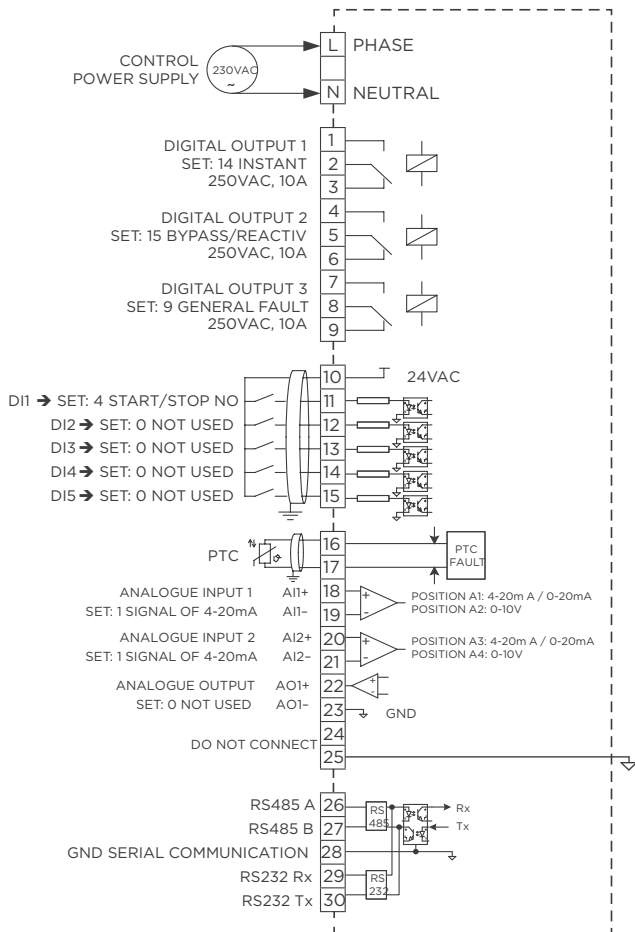 CONTROL
POWER SUPPLY
230VAC
~
L PHASE
N NEUTRAL
DIGITAL OUTPUT 1
SET: 14 INSTANT
250VAC, 10A
1
2
3
DIGITAL OUTPUT 2
SET: 15 BYPASS/REACTIV
250VAC, 10A
4
5
6
DIGITAL OUTPUT 3
SET: 9 GENERAL FAULT
250VAC, 10A
7
8
9
10 24VAC
DI1 ➔ SET: 4 START/STOP NO 11
DI2 ➔ SET: 0 NOT USED 12
DI3 ➔ SET: 0 NOT USED 13
DI4 ➔ SET: 0 NOT USED 14
DI5 ➔ SET: 0 NOT USED 15
PTC
16
17
PTC
FAULT
ANALOGUE INPUT 1 AI1+ 18 + POSITION A1: 4-20m A / 0-20mA
SET: 1 SIGNAL OF 4-20mA AI1- 19 - POSITION A2: 0-10V
ANALOGUE INPUT 2 AI2+ 20 + POSITION A3: 4-20m A / 0-20mA
SET: 1 SIGNAL OF 4-20mA AI2- 21 - POSITION A4: 0-10V
ANALOGUE OUTPUT AO1+ 22 + -
SET: 0 NOT USED AO1- 23 GND
DO NOT CONNECT
24
25
RS485 A 26
RS485 B 27
RS
485
Rx
Tx
GND SERIAL COMMUNICATION 28
RS232 Rx 29
RS232 Tx 30
RS
232